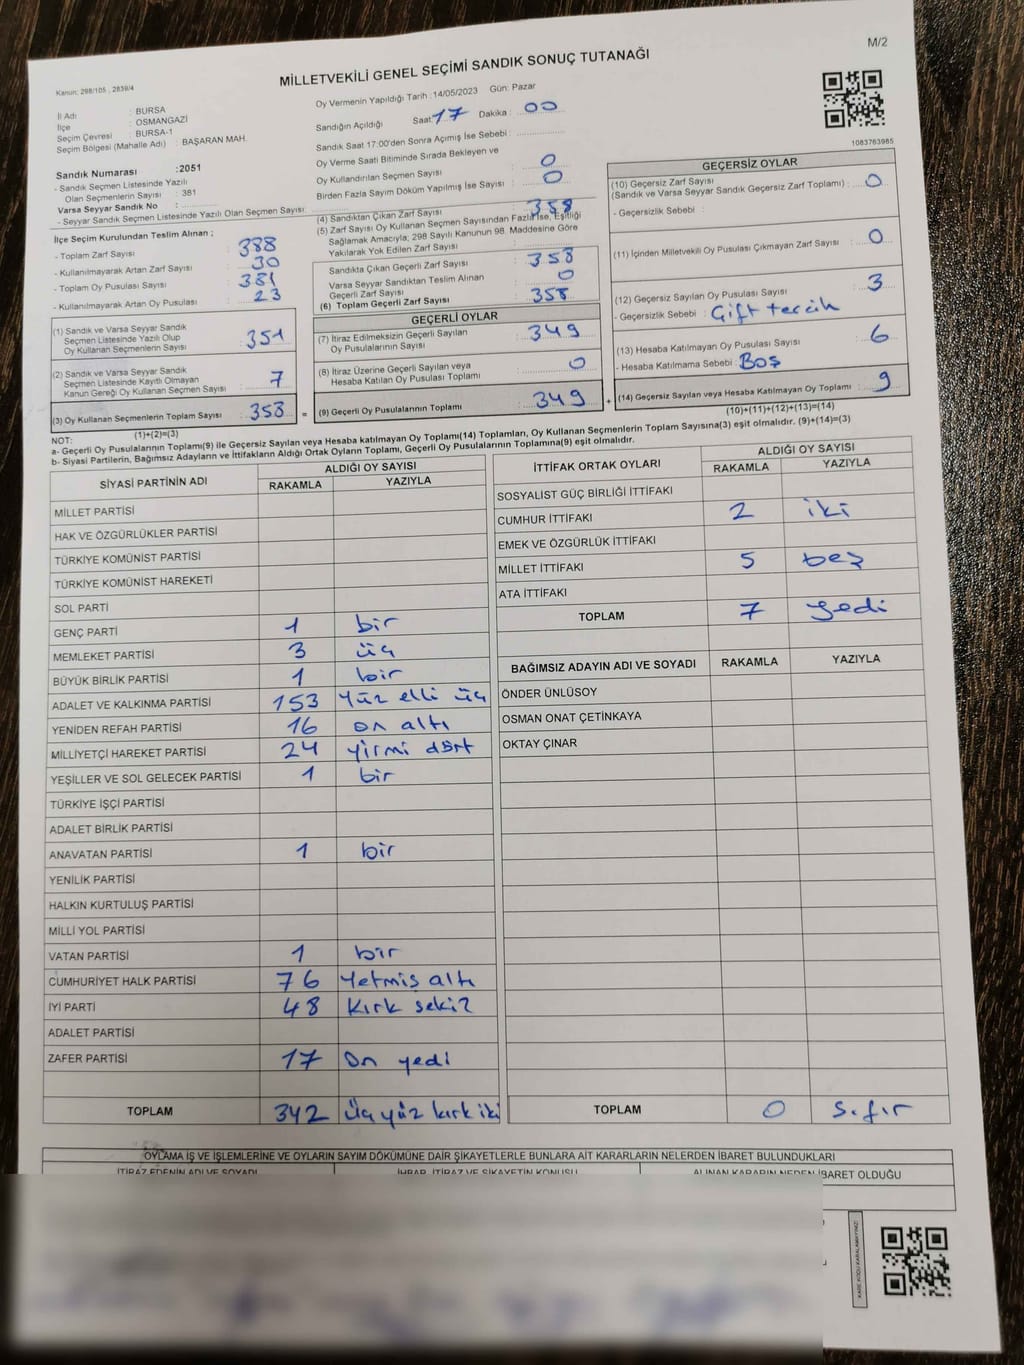 M/2
MİLLETVEKİLİ GENEL SEÇİMİ SANDIK SONUÇ TUTANAĞI
Kanun: 298/105 , 2839/4
İl Adı : BURSA
İlçe : OSMANGAZİ
Seçim Çevresi : BURSA-1
Seçim Bölgesi (Mahalle Adı) : BAŞARAN MAH.
Sandık Numarası :2051
- Sandık Seçmen Listesinde Yazılı
Olan Seçmenlerin Sayısı : 381
Varsa Seyyar Sandık No :
- Seyyar Sandık Seçmen Listesinde Yazılı Olan Seçmen Sayısı:
Oy Vermenin Yapıldığı Tarih :14/05/2023 Gün: Pazar
Sandığın Açıldığı Saat: 17 Dakika : 00
Sandık Saat 17:00'den Sonra Açımış İse Sebebi :
Oy Verme Saati Bitiminde Sırada Bekleyen ve
Oy Kullandırılan Seçmen Sayısı : 0
Birden Fazla Sayım Döküm Yapılmış İse Sayısı : 0
(4) Sandıktan Çıkan Zarf Sayısı : 358
(5) Zarf Sayısı Oy Kullanan Seçmen Sayısından Fazla İse, Eşitliği
Sağlamak Amacıyla; 298 Sayılı Kanunun 98. Maddesine Göre
Yakılarak Yok Edilen Zarf Sayısı :
1083763985
GEÇERSİZ OYLAR
(10) Geçersiz Zarf Sayısı
(Sandık ve Varsa Seyyar Sandık Geçersiz Zarf Toplamı) : 0
- Geçersizlik Sebebi :
(11) İçinden Milletvekili Oy Pusulası Çıkmayan Zarf Sayısı : 0
(12) Geçersiz Sayılan Oy Pusulası Sayısı : 3
- Geçersizlik Sebebi : Çift tercih
(13) Hesaba Katılmayan Oy Pusulası Sayısı : 6
- Hesaba Katılmama Sebebi : Boş
(14) Geçersiz Sayılan veya Hesaba Katılmayan Oy Toplamı : 9
(10)+(11)+(12)+(13)=(14)
İlçe Seçim Kurulundan Teslim Alınan ;
- Toplam Zarf Sayısı : 388
- Kullanılmayarak Artan Zarf Sayısı : 30
- Toplam Oy Pusulası Sayısı : 381
- Kullanılmayarak Artan Oy Pusulası : 23
Sandıkta Çıkan Geçerli Zarf Sayısı : 358
Varsa Seyyar Sandıktan Teslim Alınan
Geçerli Zarf Sayısı : 0
(6) Toplam Geçerli Zarf Sayısı : 358
(1) Sandık ve Varsa Seyyar Sandık
Seçmen Listesinde Yazılı Olup
Oy Kullanan Seçmenlerin Sayısı : 351
(2) Sandık ve Varsa Seyyar Sandık
Seçmen Listesinde Kayıtlı Olmayan
Kanun Gereği Oy Kullanan Seçmen Sayısı : 7
(3) Oy Kullanan Seçmenlerin Toplam Sayısı : 358 =
(1)+(2)=(3)
GEÇERLİ OYLAR
(7) İtiraz Edilmeksizin Geçerli Sayılan
Oy Pusulalarının Sayısı : 349
(8) İtiraz Üzerine Geçerli Sayılan veya
Hesaba Katılan Oy Pusulası Toplamı : 0
(9) Geçerli Oy Pusulalarının Toplamı : 349 +
NOT:
a- Geçerli Oy Pusulalarının Toplamı(9) ile Geçersiz Sayılan veya Hesaba katılmayan Oy Toplamı(14) Toplamları, Oy Kullanan Seçmenlerin Toplam Sayısına(3) eşit olmalıdır. (9)+(14)=(3)
b- Siyasi Partilerin, Bağımsız Adayların ve İttifakların Aldığı Ortak Oyların Toplamı, Geçerli Oy Pusulalarının Toplamına(9) eşit olmalıdır.
SİYASİ PARTİNİN ADI ALDIĞI OY SAYISI
RAKAMLA YAZIYLA
MİLLET PARTİSİ
HAK VE ÖZGÜRLÜKLER PARTİSİ
TÜRKİYE KOMÜNİST PARTİSİ
TÜRKİYE KOMÜNİST HAREKETİ
SOL PARTİ
GENÇ PARTİ 1 bir
MEMLEKET PARTİSİ 3 üç
BÜYÜK BİRLİK PARTİSİ 1 bir
ADALET VE KALKINMA PARTİSİ 153 yüz elli üç
YENİDEN REFAH PARTİSİ 16 on altı
MİLLİYETÇİ HAREKET PARTİSİ 24 yirmi dört
YEŞİLLER VE SOL GELECEK PARTİSİ 1 bir
TÜRKİYE İŞÇİ PARTİSİ
ADALET BİRLİK PARTİSİ
ANAVATAN PARTİSİ 1 bir
YENİLİK PARTİSİ
HALKIN KURTULUŞ PARTİSİ
MİLLİ YOL PARTİSİ
VATAN PARTİSİ 1 bir
CUMHURİYET HALK PARTİSİ 76 Yetmiş altı
İYİ PARTİ 48 Kırk sekiz
ADALET PARTİSİ
ZAFER PARTİSİ 17 On yedi
TOPLAM 342 Üç yüz kırk iki
İTTİFAK ORTAK OYLARI ALDIĞI OY SAYISI
RAKAMLA YAZIYLA
SOSYALİST GÜÇ BİRLİĞİ İTTİFAKI
CUMHUR İTTİFAKI 2 iki
EMEK VE ÖZGÜRLÜK İTTİFAKI
MİLLET İTTİFAKI 5 beş
ATA İTTİFAKI
TOPLAM 7 yedi
BAĞIMSIZ ADAYIN ADI VE SOYADI RAKAMLA YAZIYLA
ÖNDER ÜNLÜSOY
OSMAN ONAT ÇETİNKAYA
OKTAY ÇINAR
TOPLAM 0 Sıfır
OYLAMA İŞ VE İŞLEMLERİNE VE OYLARIN SAYIM DÖKÜMÜNE DAİR ŞİKAYETLERLE BUNLARA AİT KARARLARIN NELERDEN İBARET BULUNDUKLARI
İTİRAZ EDENİN ADI VE SOYADI İHBAR, İTİRAZ VE ŞİKAYETİN KONUSU ALINAN KARARIN NEDEN İBARET OLDUĞU
KARE KODU KARALAMAYINIZ!